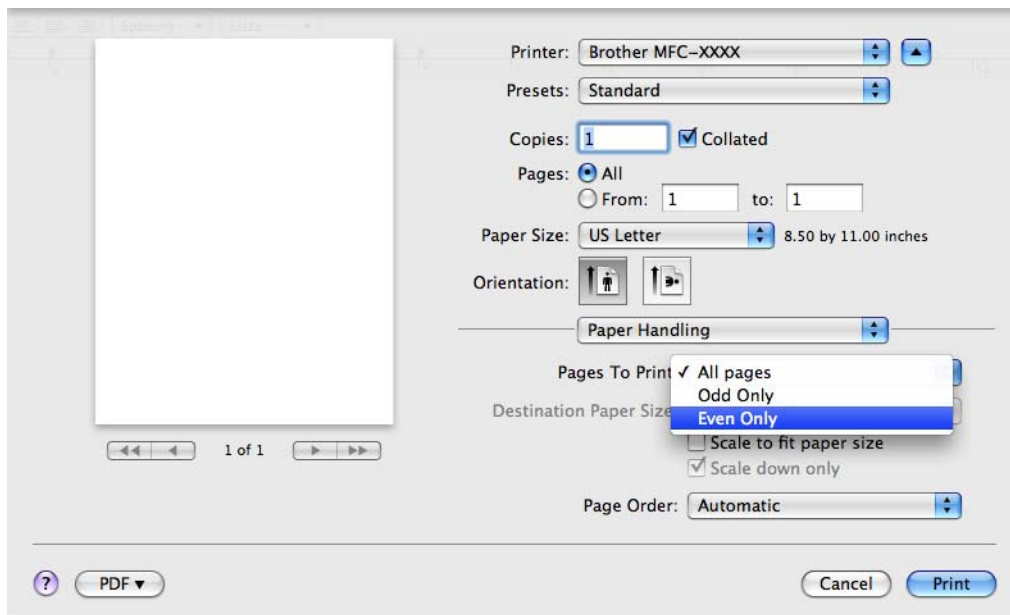 Printer: Brother MFC-XXXX
Presets: Standard
Copies: 1 Collated
Pages: All
From: 1 to: 1
Paper Size: US Letter 8.50 by 11.00 inches
Orientation:
Paper Handling
Pages To Print ✓ All pages
Odd Only
Destination Paper Size Even Only
Scale to fit paper size
1 of 1
Scale down only
Page Order: Automatic
? PDF ▼ Cancel Print